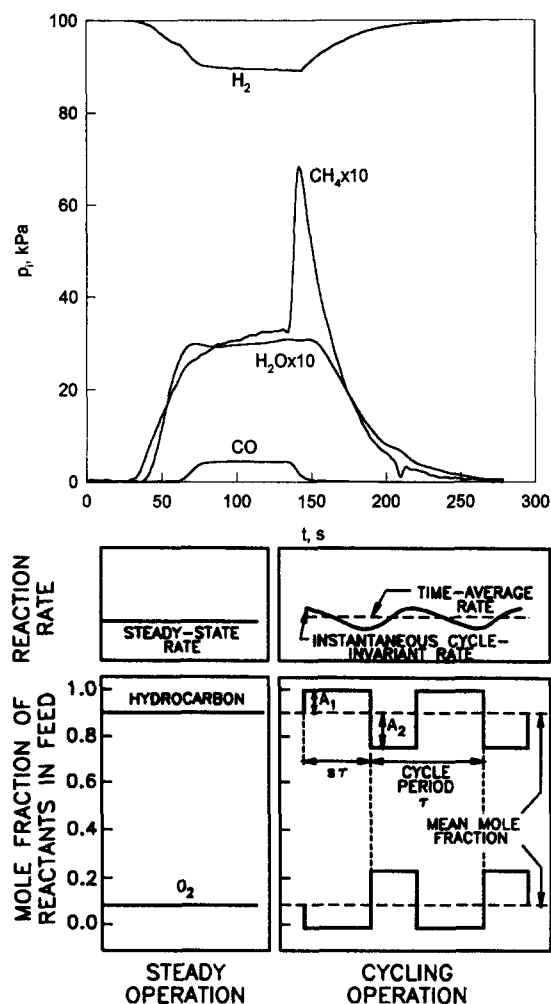 100
80
60
40
20
0
p_i, kPa
H₂
CH₄x10
H₂Ox10
CO
0 50 100 150 200 250 300
t, s
REACTION
RATE
STEADY-STATE
RATE
TIME-AVERAGE
RATE
INSTANTANEOUS CYCLE-
INVARIANT RATE
MOLE FRACTION OF
REACTANTS IN FEED
1.0
0.8
0.6
0.4
0.2
0.0
HYDROCARBON
O₂
A₁
A₂
sτ
CYCLE
PERIOD
τ
MEAN MOLE
FRACTION
STEADY
OPERATION
CYCLING
OPERATION